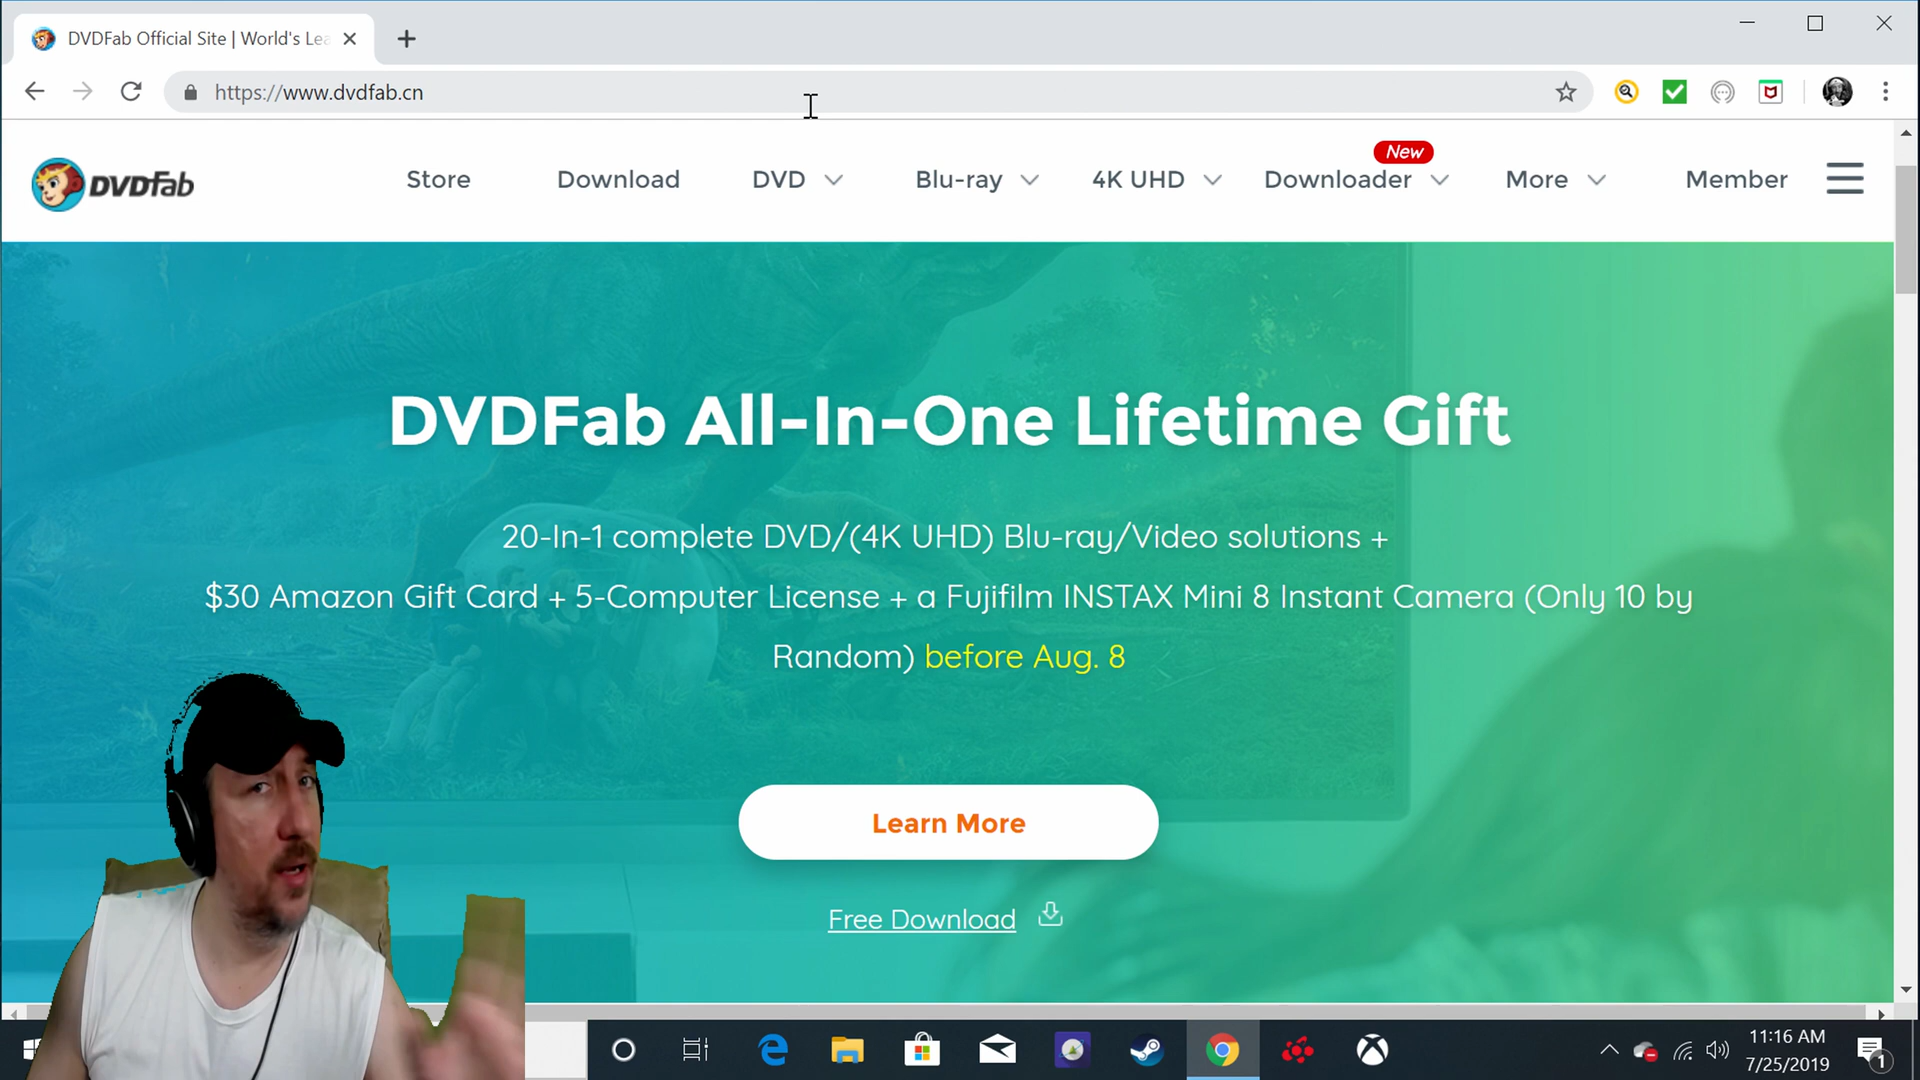 DVDFab Official Site | World's Lea
https://www.dvdfab.cn
New
DVDFab
Store
Download
DVD
Blu-ray
4K UHD
Downloader
More
Member
DVDFab All-In-One Lifetime Gift
20-In-1 complete DVD/(4K UHD) Blu-ray/Video solutions +
$30 Amazon Gift Card + 5-Computer License + a Fujifilm INSTAX Mini 8 Instant Camera (Only 10 by
Random) before Aug. 8
Learn More
Free Download
11:16 AM
7/25/2019
1